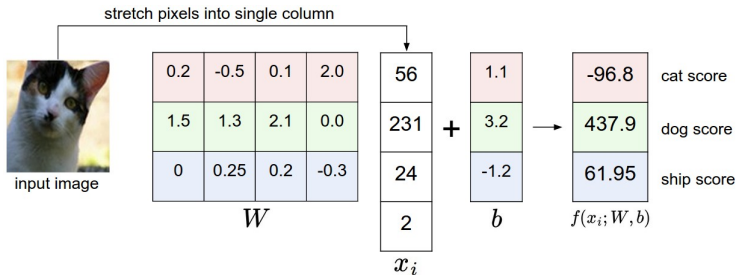 stretch pixels into single column
0.2 -0.5 0.1 2.0
1.5 1.3 2.1 0.0
0 0.25 0.2 -0.3
W
56
231
24
2
x_i
+
1.1
3.2
-1.2
b
-96.8
437.9
61.95
f(x_i; W, b)
cat score
dog score
ship score
input image